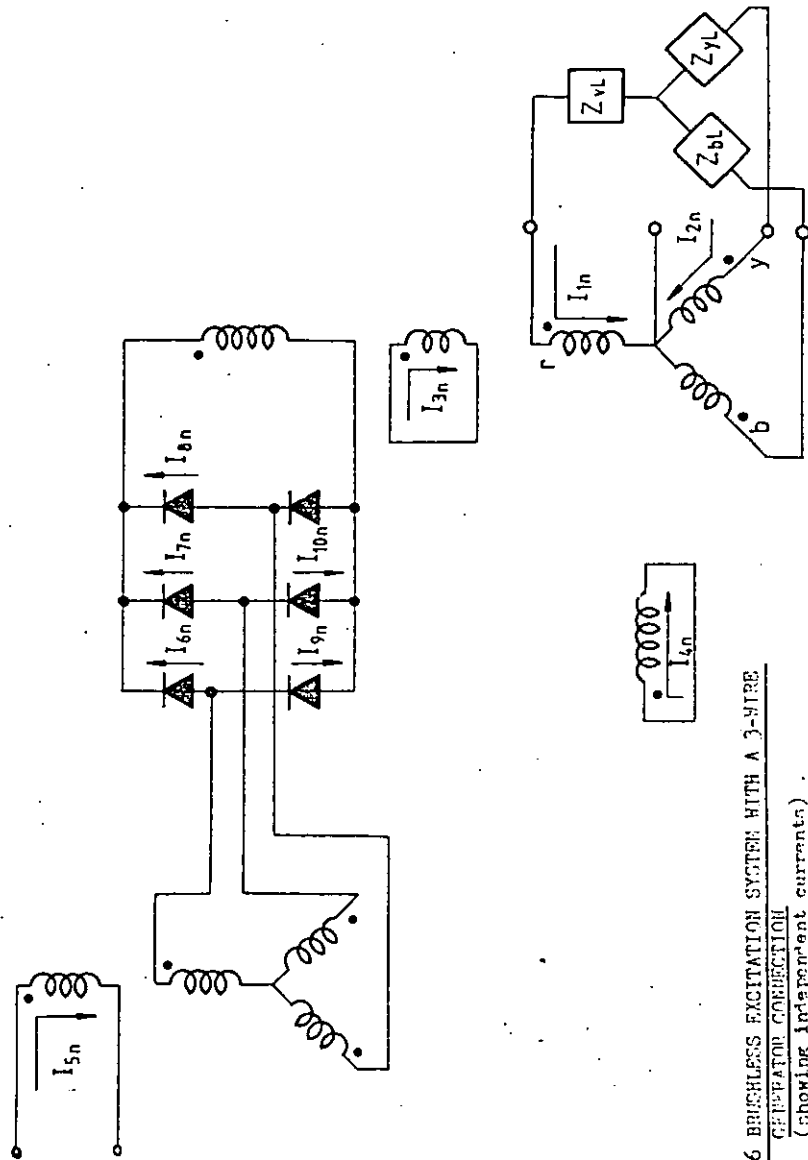 I5n
I6n
I7n
I8n
I9n
I10n
I3n
I4n
I1n
I2n
r
y
b
ZvL
ZyL
ZbL
6 BRUSHLESS EXCITATION SYSTEM WITH A 3-WIRE
GENERATOR CONNECTION
(showing independent currents).